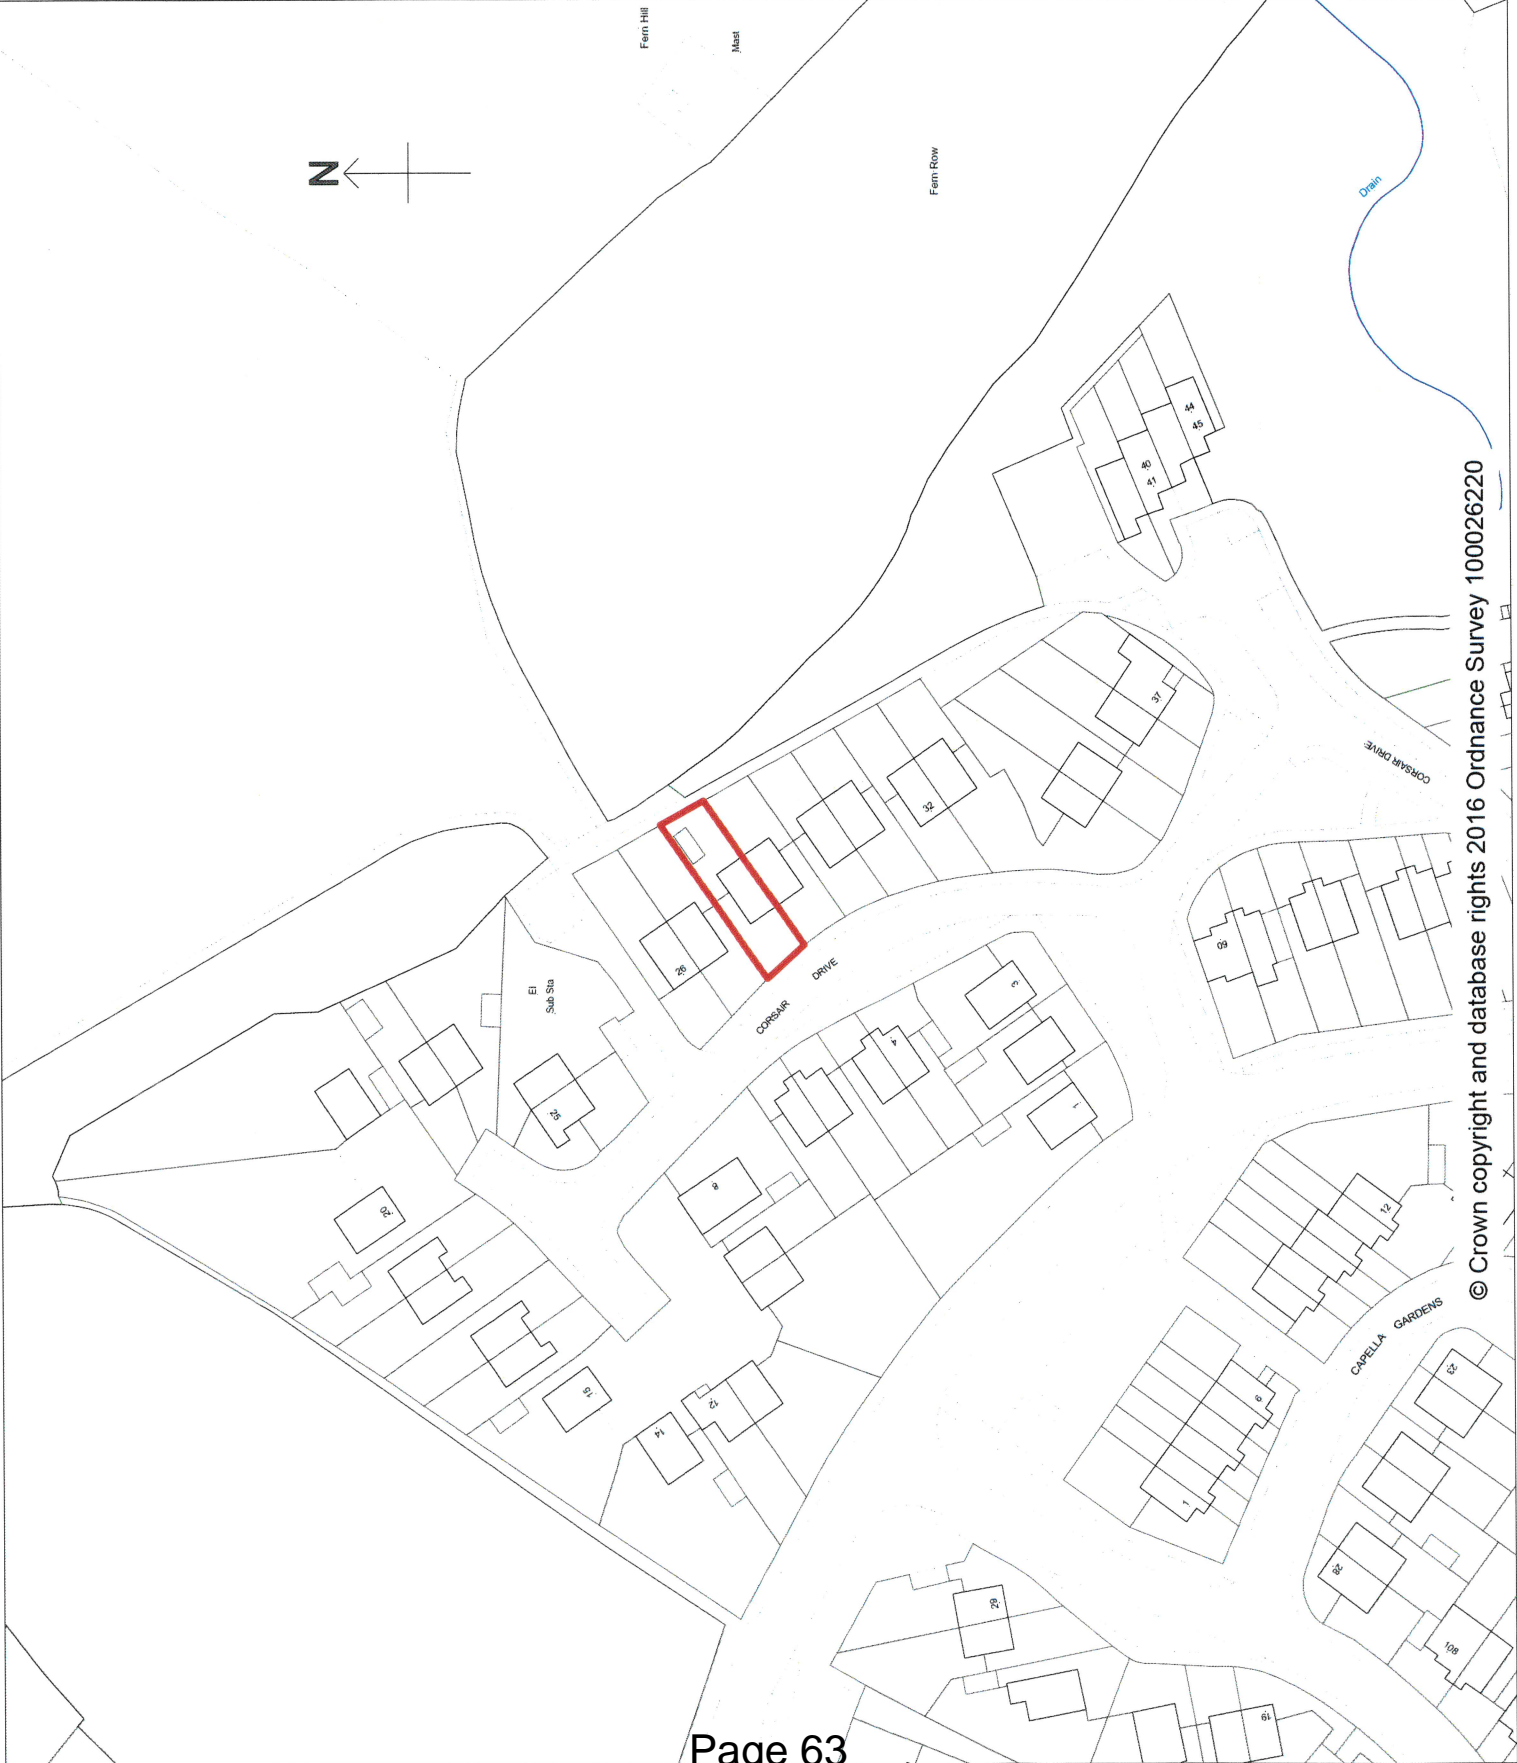 Fern Hill
Mast
N
Fern Row
Drain
44
45
40
41
37
CORSAIR DRIVE
32
26
El
Sub Sta
CORSAIR DRIVE
60
3
4
1
25
8
20
12
15
12
14
CAPELLA GARDENS
9
1
23
28
29
108
19
© Crown copyright and database rights 2016 Ordnance Survey 100026220
Page 63